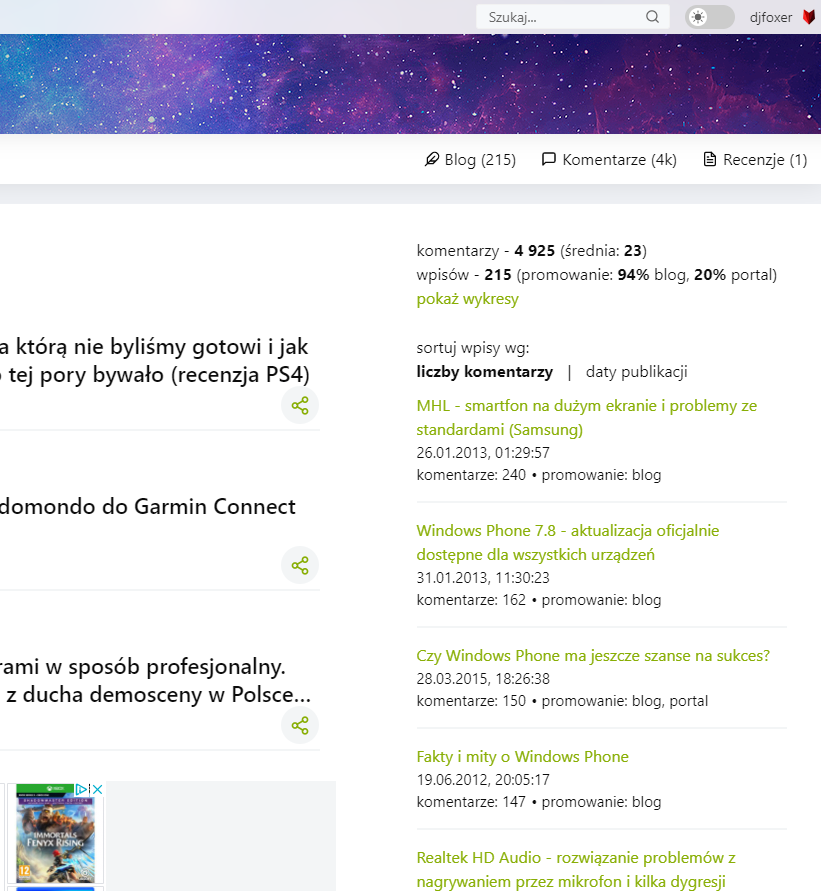 Szukaj...
djfoxer
Blog (215)
Komentarze (4k)
Recenzje (1)
a którą nie byliśmy gotowi i jak
tej pory bywało (recenzja PS4)
domondo do Garmin Connect
rami w sposób profesjonalny.
z ducha demosceny w Polsce...
XBOX
IMMORTALS
FENYX RISING
12
komentarzy - 4 925 (średnia: 23)
wpisów - 215 (promowanie: 94% blog, 20% portal)
pokaż wykresy
sortuj wpisy wg:
liczby komentarzy | daty publikacji
MHL - smartfon na dużym ekranie i problemy ze
standardami (Samsung)
26.01.2013, 01:29:57
komentarze: 240 • promowanie: blog
Windows Phone 7.8 - aktualizacja oficjalnie
dostępne dla wszystkich urządzeń
31.01.2013, 11:30:23
komentarze: 162 • promowanie: blog
Czy Windows Phone ma jeszcze szanse na sukces?
28.03.2015, 18:26:38
komentarze: 150 • promowanie: blog, portal
Fakty i mity o Windows Phone
19.06.2012, 20:05:17
komentarze: 147 • promowanie: blog
Realtek HD Audio - rozwiązanie problemów z
nagrywaniem przez mikrofon i kilka dygresji